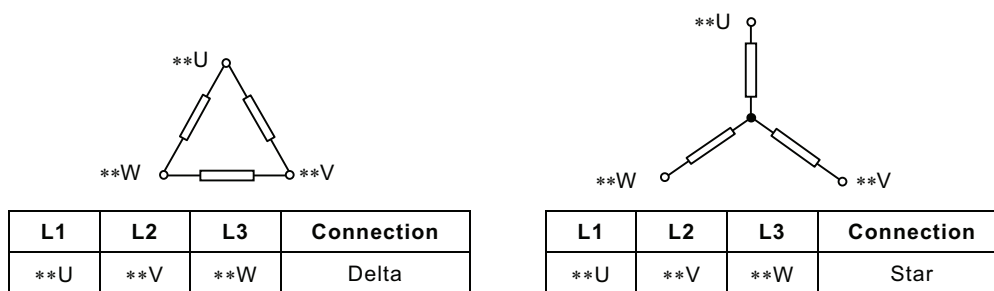 **U
**W
**V
L1 L2 L3 Connection
**U **V **W Delta
**U
**W
**V
L1 L2 L3 Connection
**U **V **W Star